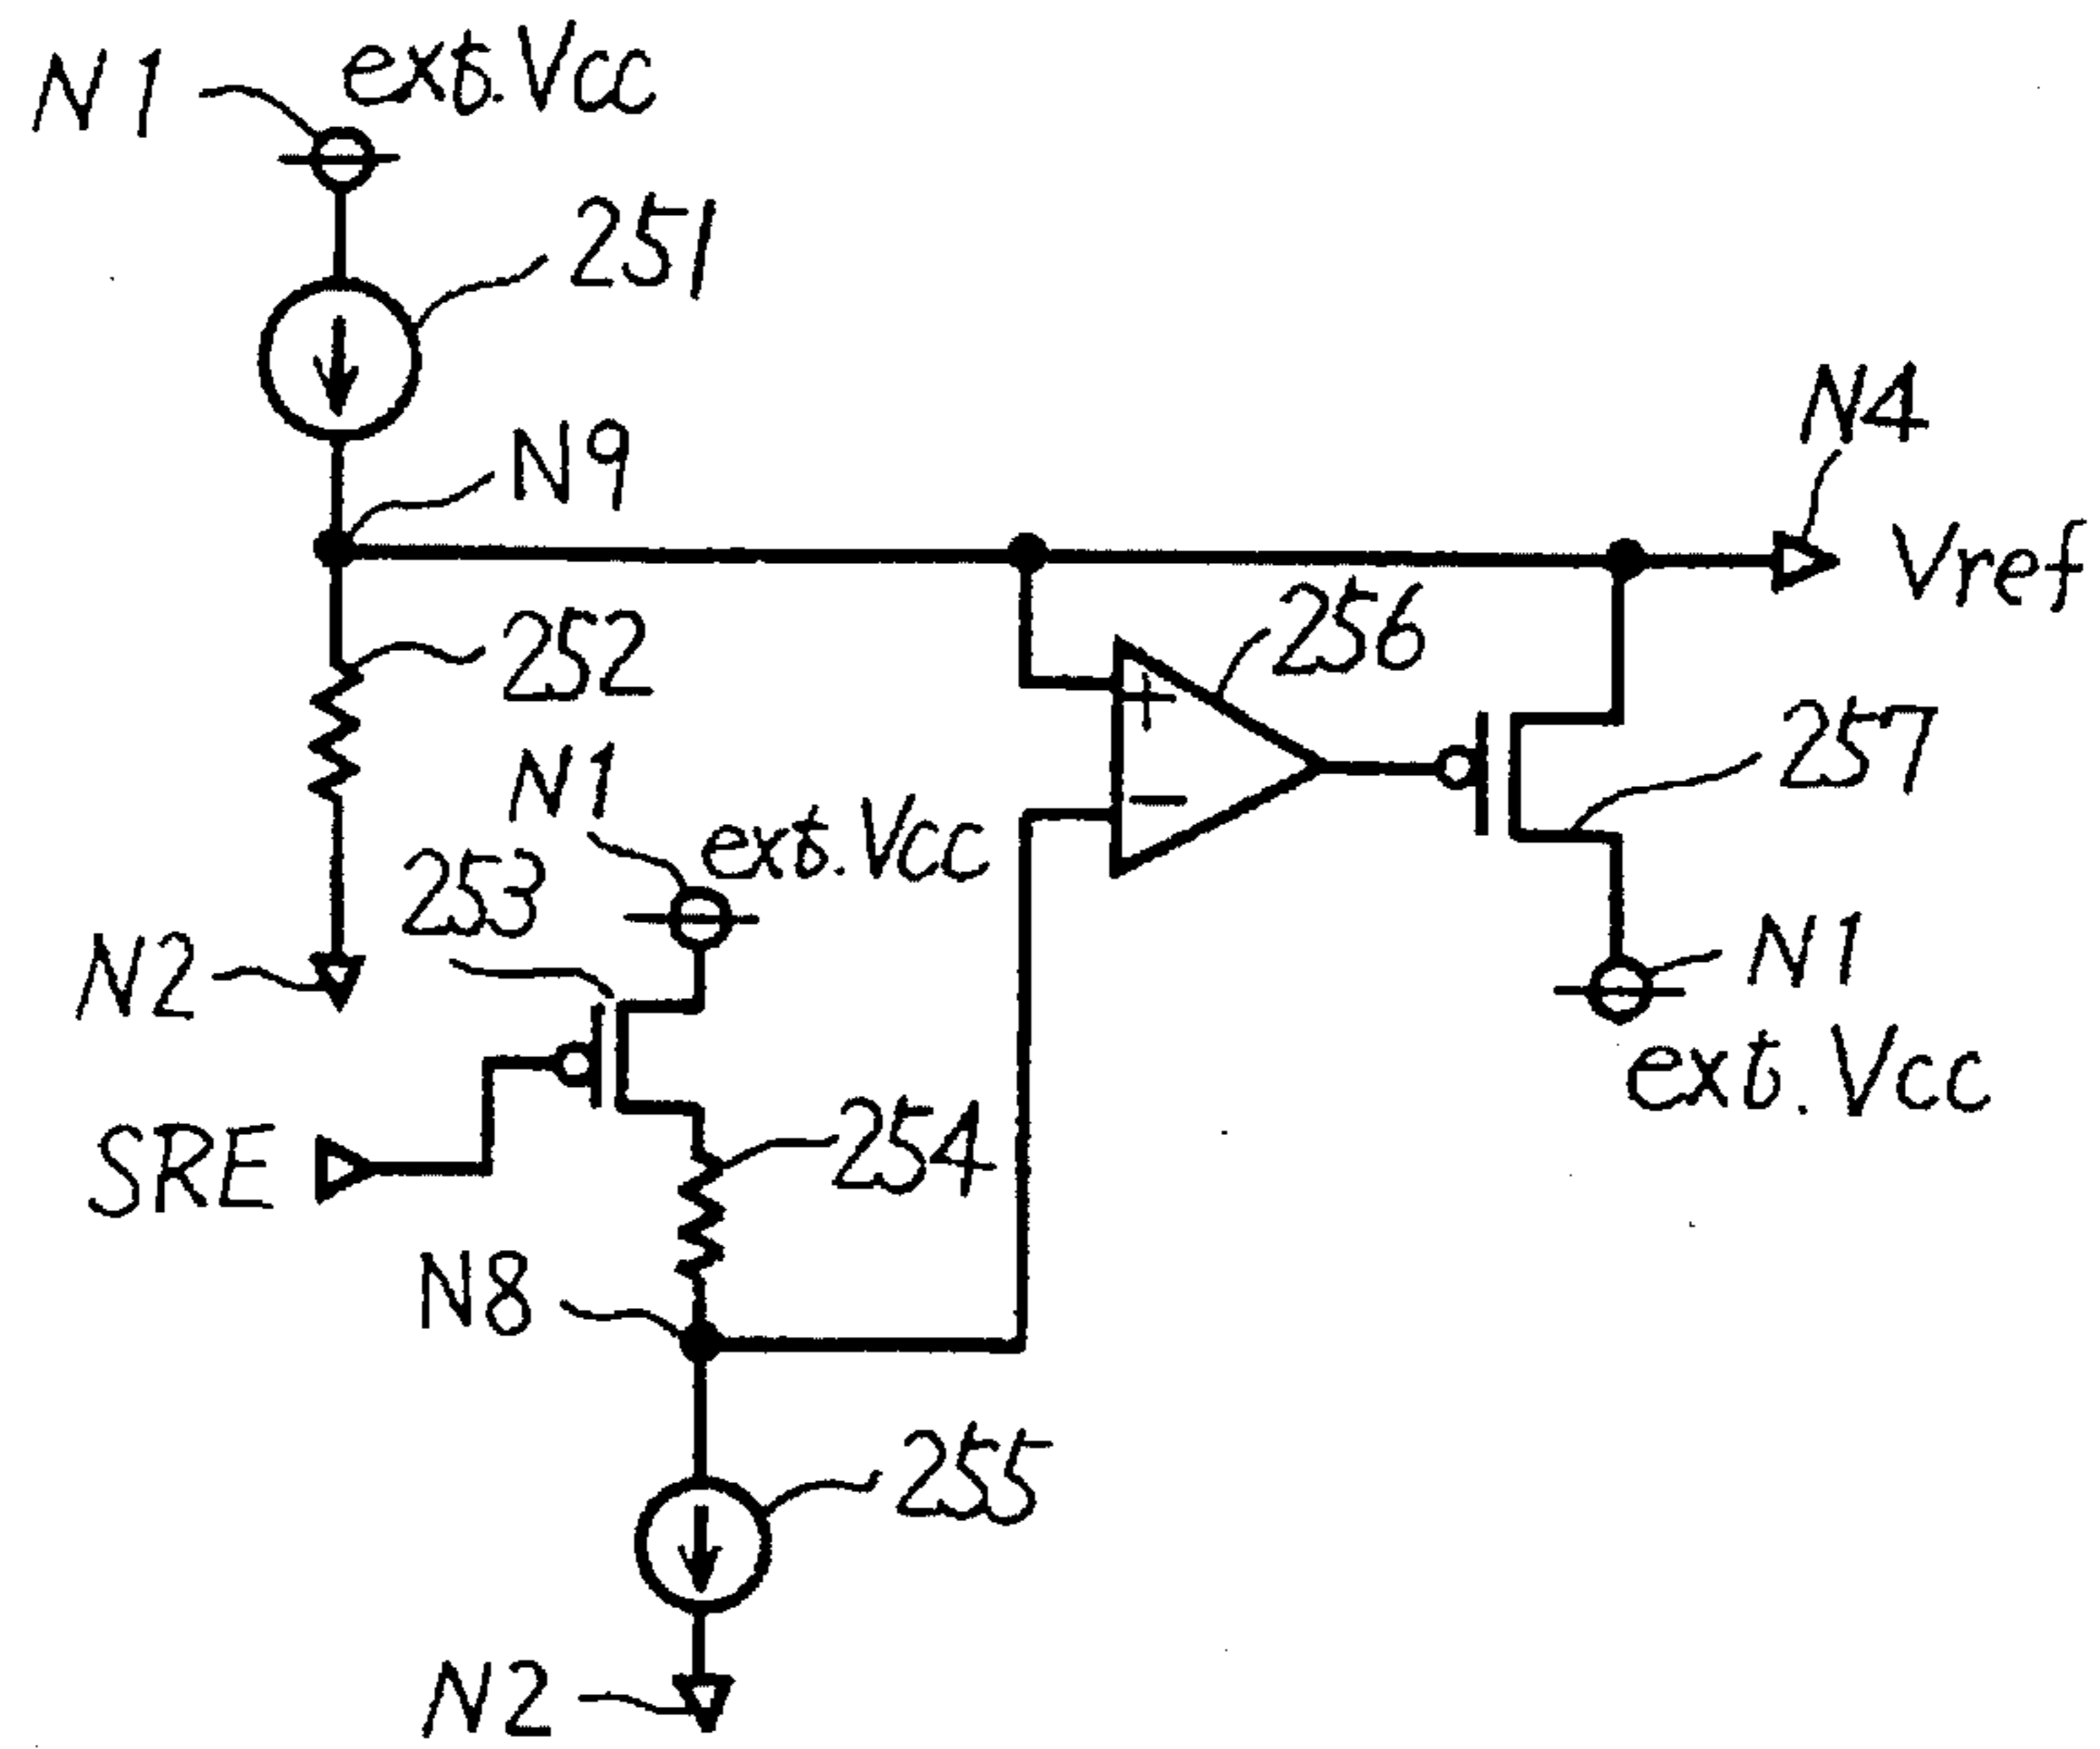 N1
ext.Vcc
251
N9
N4
Vref
252
256
257
N1
ext.Vcc
253
N2
+
−
N1
ext.Vcc
SRE
254
N8
255
N2